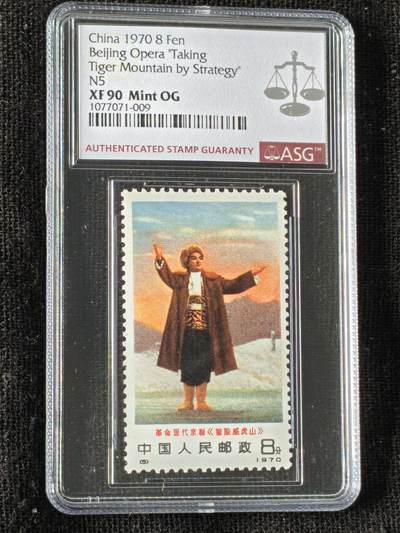 China 1970 8 Fen
Beijing Opera "Taking
Tiger Mountain by Strategy"
N5
XF 90 Mint OG
1077071-009
AUTHENTICATED STAMP GUARANTY
ASG™
革命现代京剧《智取威虎山》
中国人民邮政 8分
(5) 1970